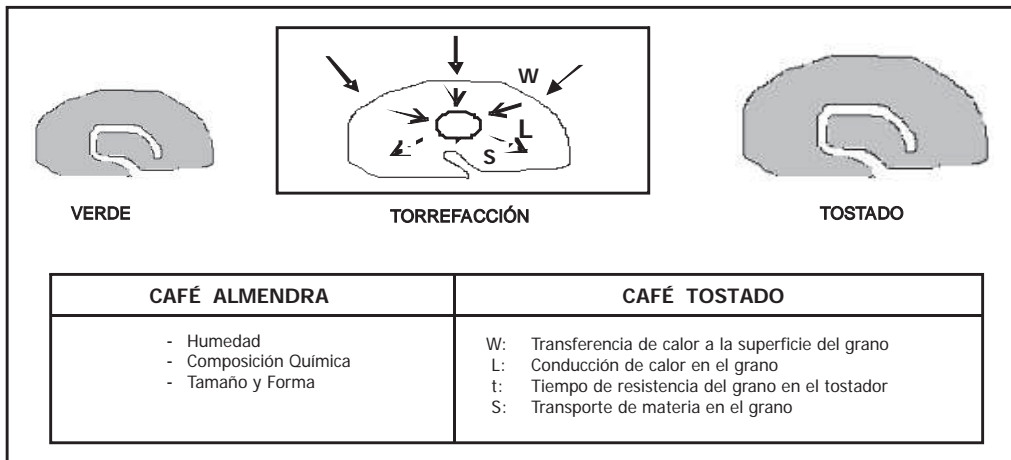 W
L
S
VERDE
TORREFACCIÓN
TOSTADO
CAFÉ ALMENDRA
- Humedad
- Composición Química
- Tamaño y Forma
CAFÉ TOSTADO
W: Transferencia de calor a la superficie del grano
L: Conducción de calor en el grano
t: Tiempo de resistencia del grano en el tostador
S: Transporte de materia en el grano